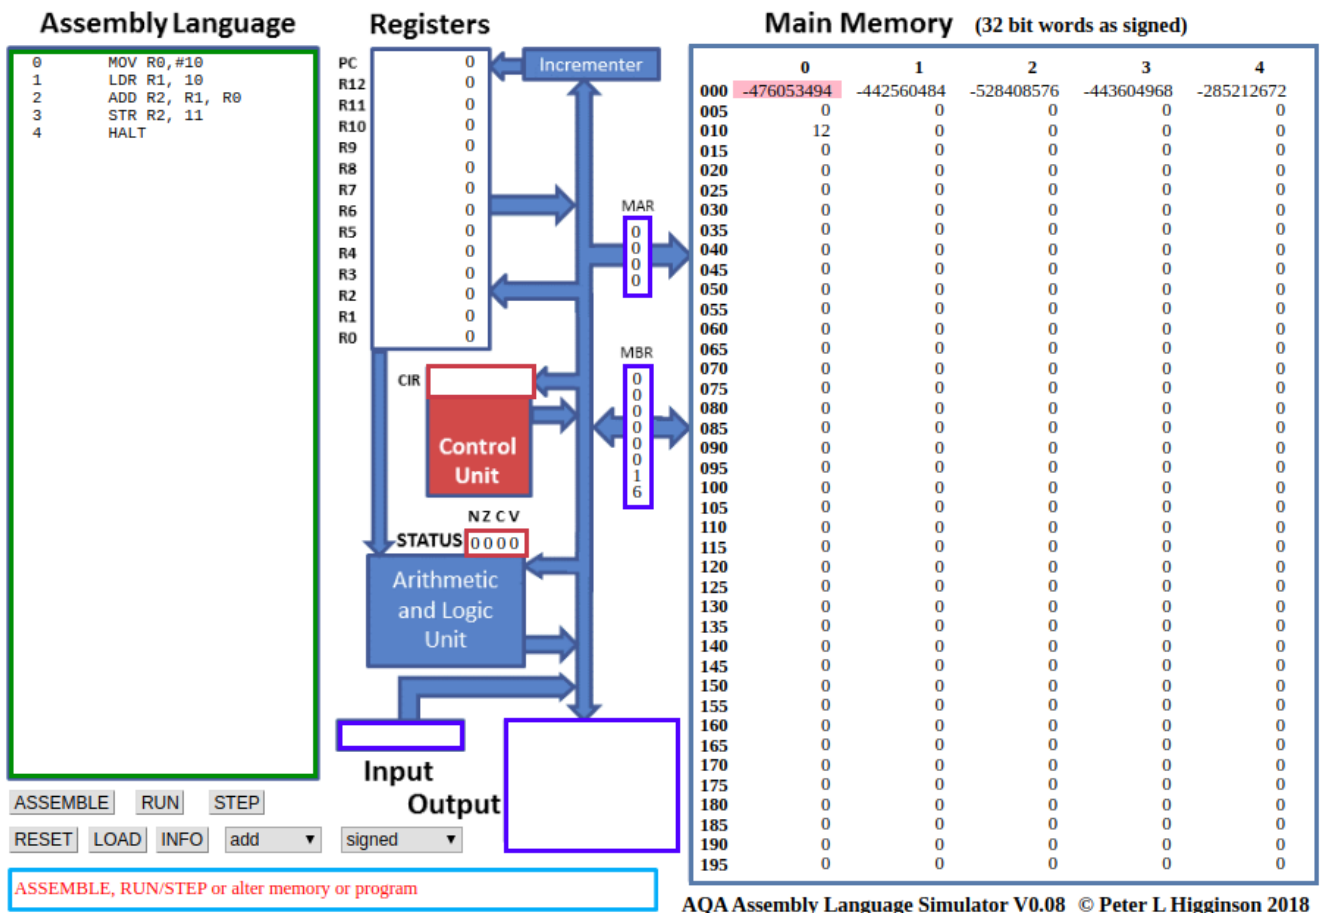 Assembly Language
0 MOV R0,#10
1 LDR R1, 10
2 ADD R2, R1, R0
3 STR R2, 11
4 HALT
ASSEMBLE RUN STEP
RESET LOAD INFO add signed
ASSEMBLE, RUN/STEP or alter memory or program
Registers
PC 0
R12 0
R11 0
R10 0
R9 0
R8 0
R7 0
R6 0
R5 0
R4 0
R3 0
R2 0
R1 0
R0 0
Incrementer
MAR
0
0
0
0
MBR
0
0
0
0
0
0
1
6
CIR
Control
Unit
N Z C V
STATUS 0 0 0 0
Arithmetic
and Logic
Unit
Input
Output
Main Memory (32 bit words as signed)
0 1 2 3 4
000 -476053494 -442560484 -528408576 -443604968 -285212672
005 0 0 0 0 0
010 12 0 0 0 0
015 0 0 0 0 0
020 0 0 0 0 0
025 0 0 0 0 0
030 0 0 0 0 0
035 0 0 0 0 0
040 0 0 0 0 0
045 0 0 0 0 0
050 0 0 0 0 0
055 0 0 0 0 0
060 0 0 0 0 0
065 0 0 0 0 0
070 0 0 0 0 0
075 0 0 0 0 0
080 0 0 0 0 0
085 0 0 0 0 0
090 0 0 0 0 0
095 0 0 0 0 0
100 0 0 0 0 0
105 0 0 0 0 0
110 0 0 0 0 0
115 0 0 0 0 0
120 0 0 0 0 0
125 0 0 0 0 0
130 0 0 0 0 0
135 0 0 0 0 0
140 0 0 0 0 0
145 0 0 0 0 0
150 0 0 0 0 0
155 0 0 0 0 0
160 0 0 0 0 0
165 0 0 0 0 0
170 0 0 0 0 0
175 0 0 0 0 0
180 0 0 0 0 0
185 0 0 0 0 0
190 0 0 0 0 0
195 0 0 0 0 0
AQA Assembly Language Simulator V0.08 © Peter L Higginson 2018